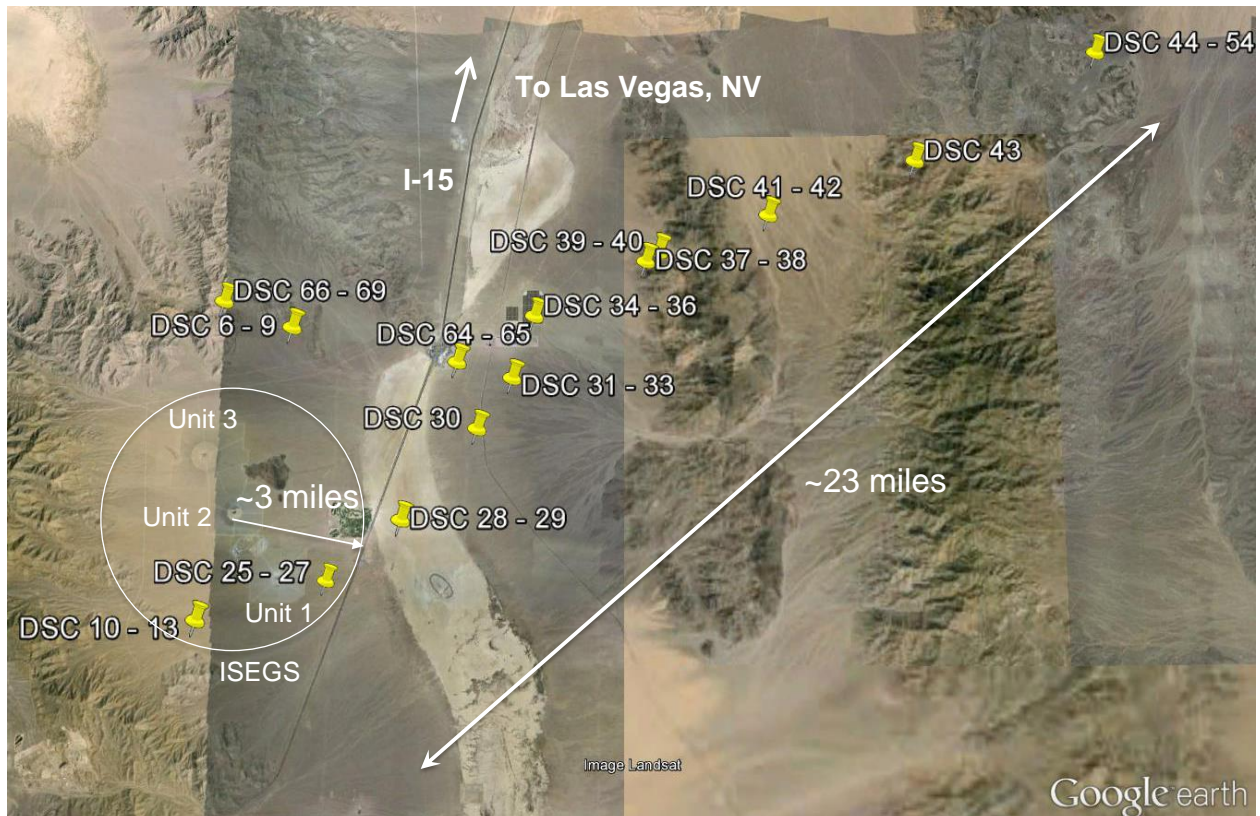 DSC 44 - 54
To Las Vegas, NV
DSC 43
I-15
DSC 41 - 42
DSC 39 - 40
DSC 37 - 38
DSC 66 - 69
DSC 34 - 36
DSC 6 - 9
DSC 64 - 65
DSC 31 - 33
Unit 3
DSC 30
~23 miles
~3 miles
Unit 2
DSC 28 - 29
DSC 25 - 27
Unit 1
DSC 10 - 13
ISEGS
Image Landsat
Google earth